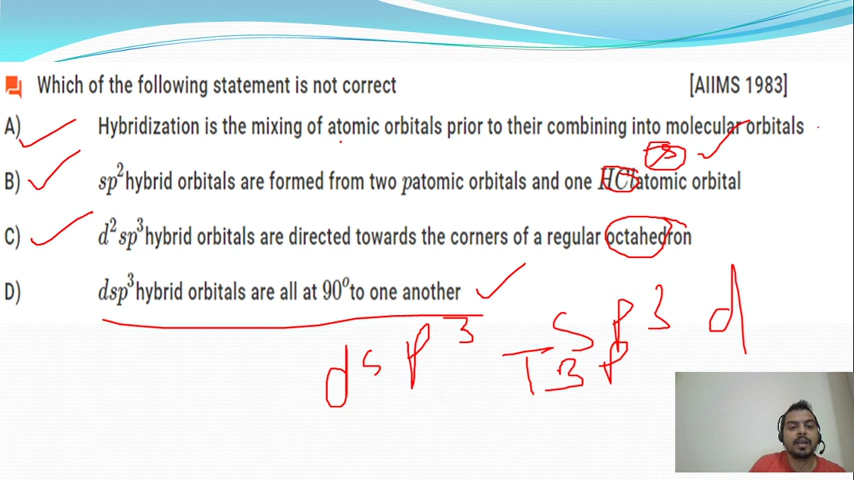 Which of the following statement is not correct [AIIMS 1983]
A) Hybridization is the mixing of atomic orbitals prior to their combining into molecular orbitals
s
B) sp² hybrid orbitals are formed from two patomic orbitals and one HCl atomic orbital
C) d²sp³ hybrid orbitals are directed towards the corners of a regular octahedron
D) dsp³ hybrid orbitals are all at 90⁰ to one another
dsp³ sp³d
TBP